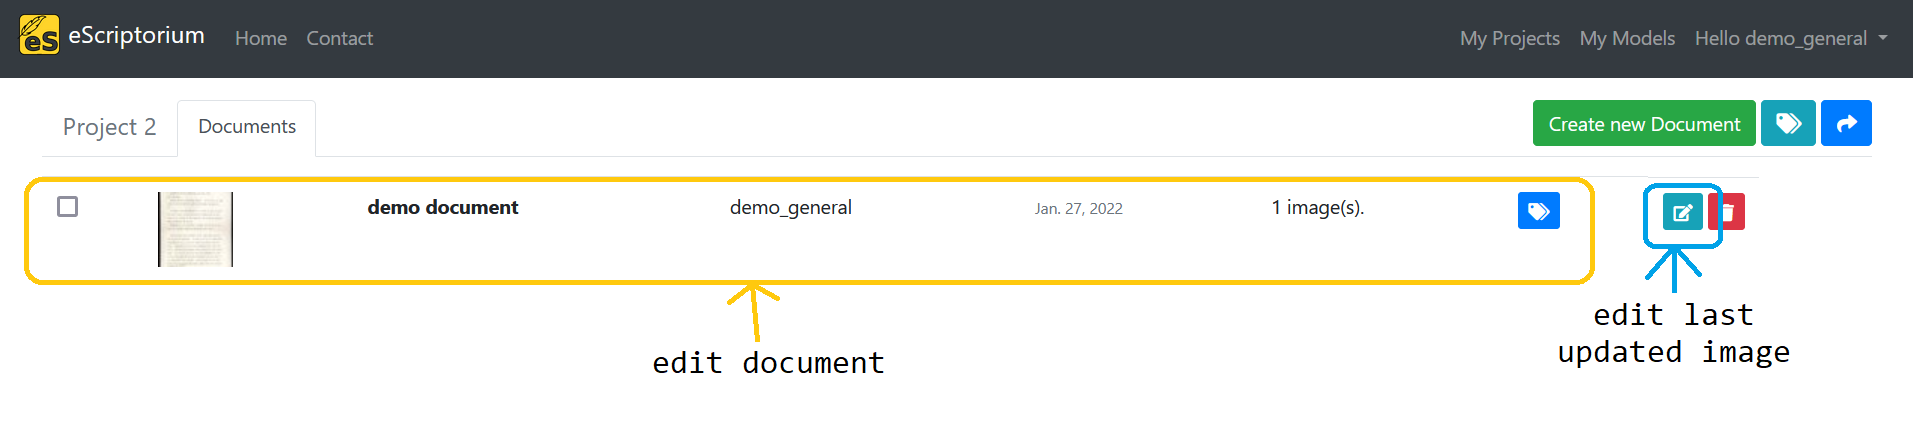 eS eScriptorium Home Contact My Projects My Models Hello demo_general
Project 2 Documents Create new Document
demo document demo_general Jan. 27, 2022 1 image(s).
edit last
updated image
edit document